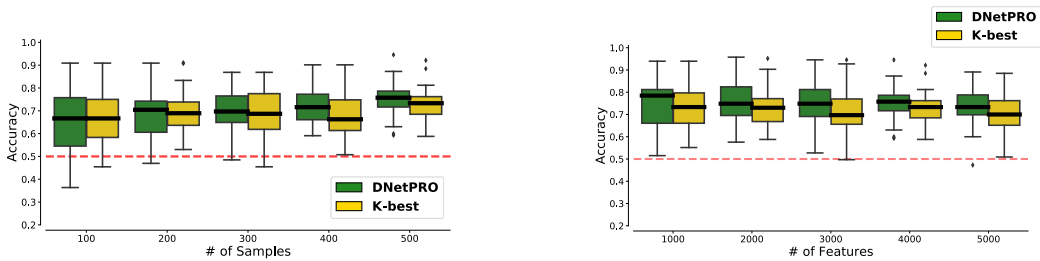 1.0
0.9
0.8
0.7
0.6
0.5
0.4
0.3
0.2
Accuracy
100 200 300 400 500
# of Samples
DNetPRO
K-best
DNetPRO
K-best
1.0
0.9
0.8
0.7
0.6
0.5
0.4
0.3
0.2
Accuracy
1000 2000 3000 4000 5000
# of Features